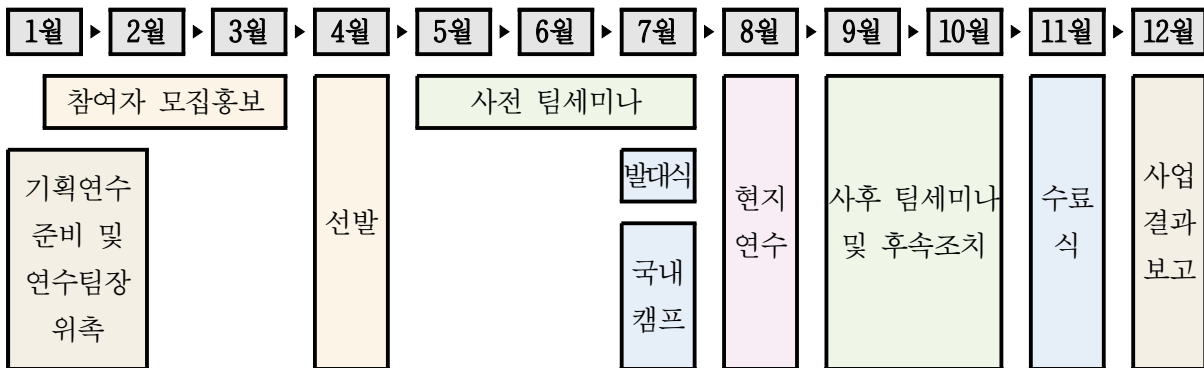 1월 ▶ 2월 ▶ 3월 ▶ 4월 ▶ 5월 ▶ 6월 ▶ 7월 ▶ 8월 ▶ 9월 ▶ 10월 ▶ 11월 ▶ 12월
참여자 모집홍보
기획연수
준비 및
연수팀장
위촉
선발
사전 팀세미나
발대식
국내
캠프
현지
연수
사후 팀세미나
및 후속조치
수료
식
사업
결과
보고